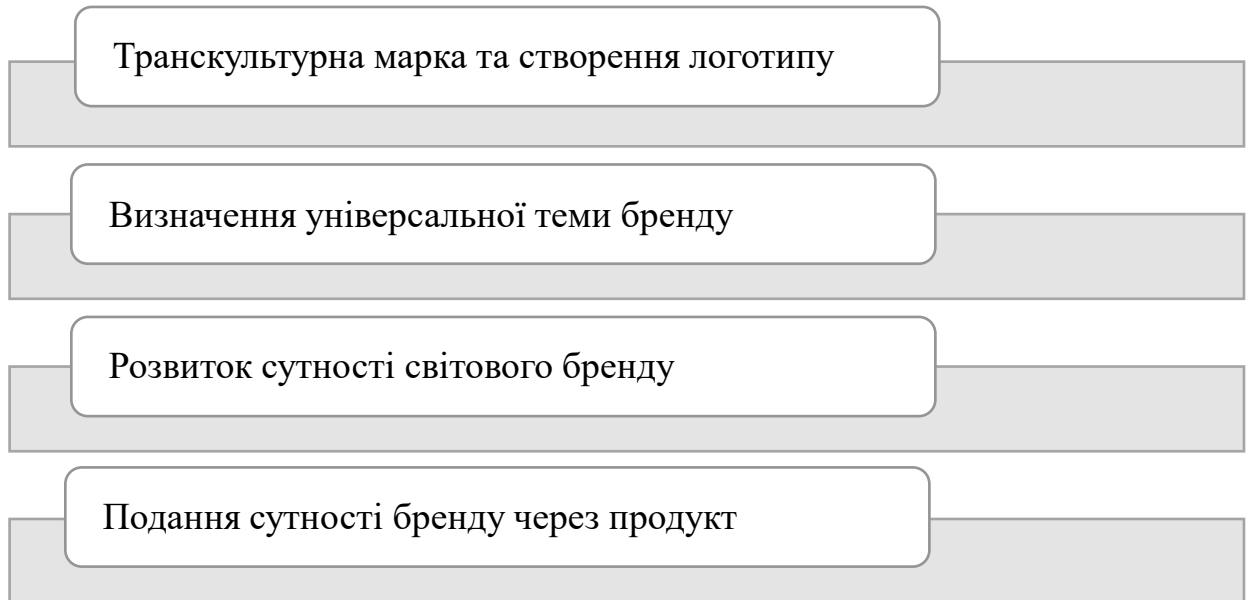 Транскультурна марка та створення логотипу
Визначення універсальної теми бренду
Розвиток сутності світового бренду
Подання сутності бренду через продукт